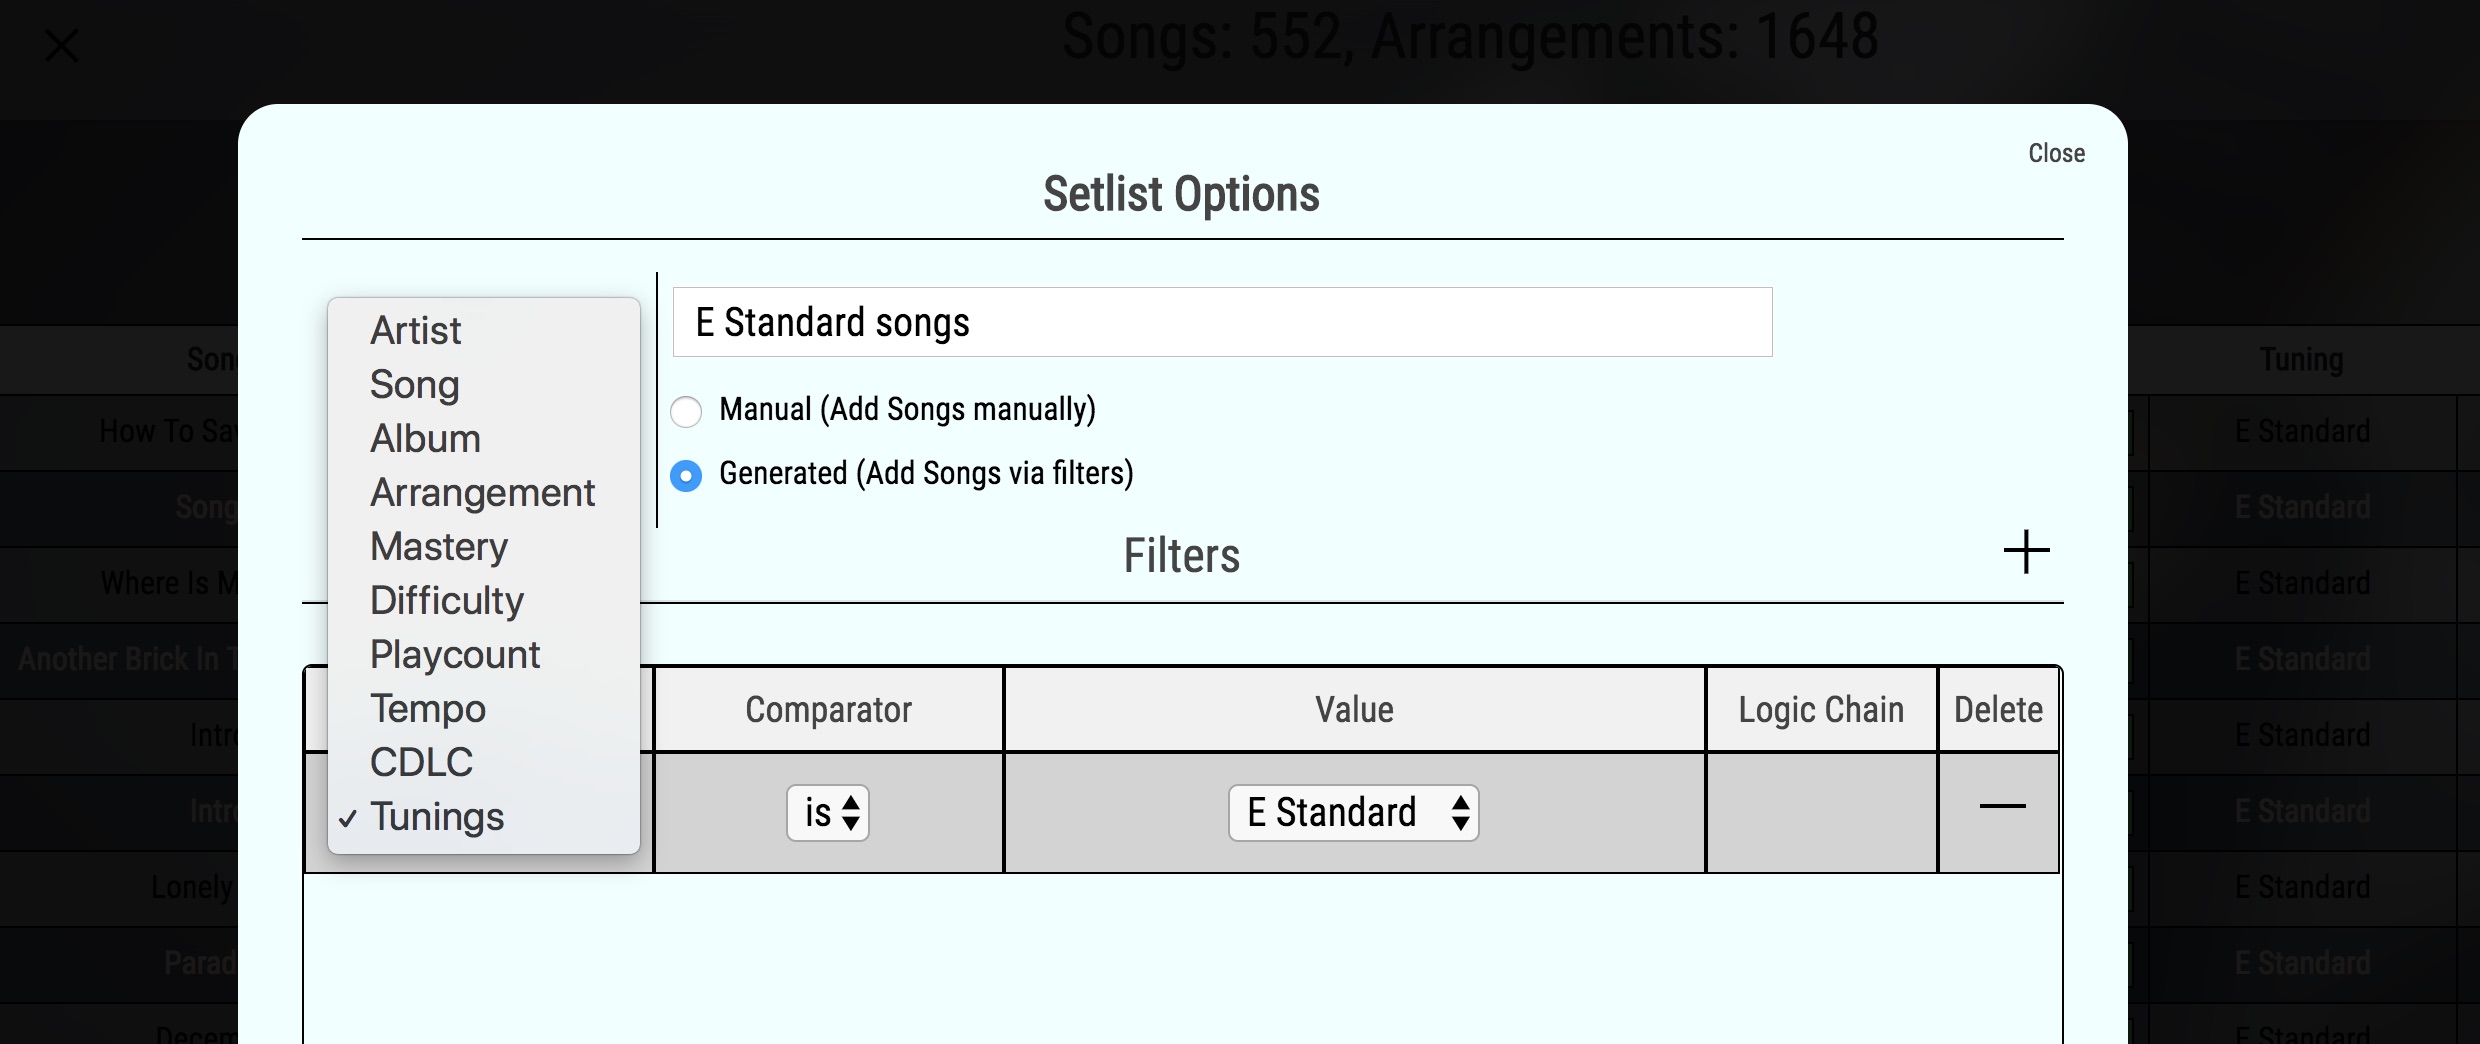 Songs: 552, Arrangements: 1648
Close
Setlist Options
Artist
Song
Album
Arrangement
Mastery
Difficulty
Playcount
Tempo
CDLC
✓ Tunings
E Standard songs
Manual (Add Songs manually)
Generated (Add Songs via filters)
Filters
Comparator
Value
Logic Chain
Delete
is
E Standard
Son
How To Sav
Song
Where Is M
Another Brick In T
Intro
Intro
Lonely
Parad
Decem
Tuning
E Standard
E Standard
E Standard
E Standard
E Standard
E Standard
E Standard
E Standard
E Standard